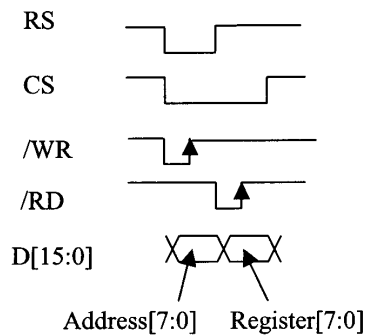 RS
CS
/WR
/RD
D[15:0]
Address[7:0] Register[7:0]